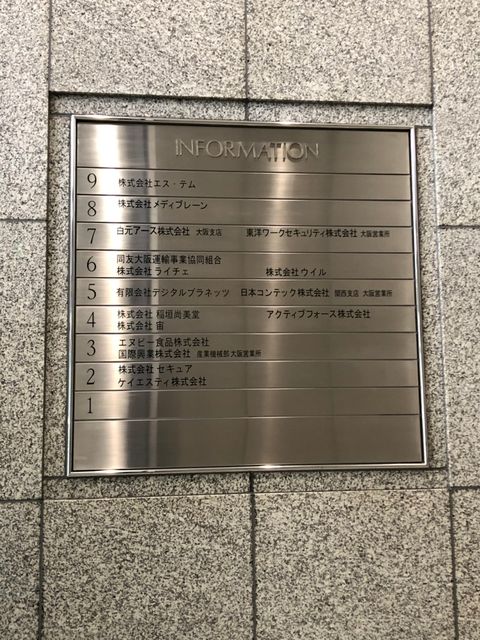 INFORMATION
9 株式会社エス・テム
8 株式会社メディブレーン
7 白元アース株式会社 大阪支店 東洋ワークセキュリティ株式会社 大阪営業所
6 同友大阪運輸事業協同組合
株式会社 ライチェ 株式会社 ウイル
5 有限会社デジタルプラネッツ 日本コンテック株式会社 関西支店 大阪営業所
4 株式会社 稲垣尚美堂 アクティブフォース株式会社
株式会社 宙
3 エヌビー食品株式会社
国際興業株式会社 産業機械部 大阪営業所
2 株式会社 セキュア
ケイエスティ株式会社
1